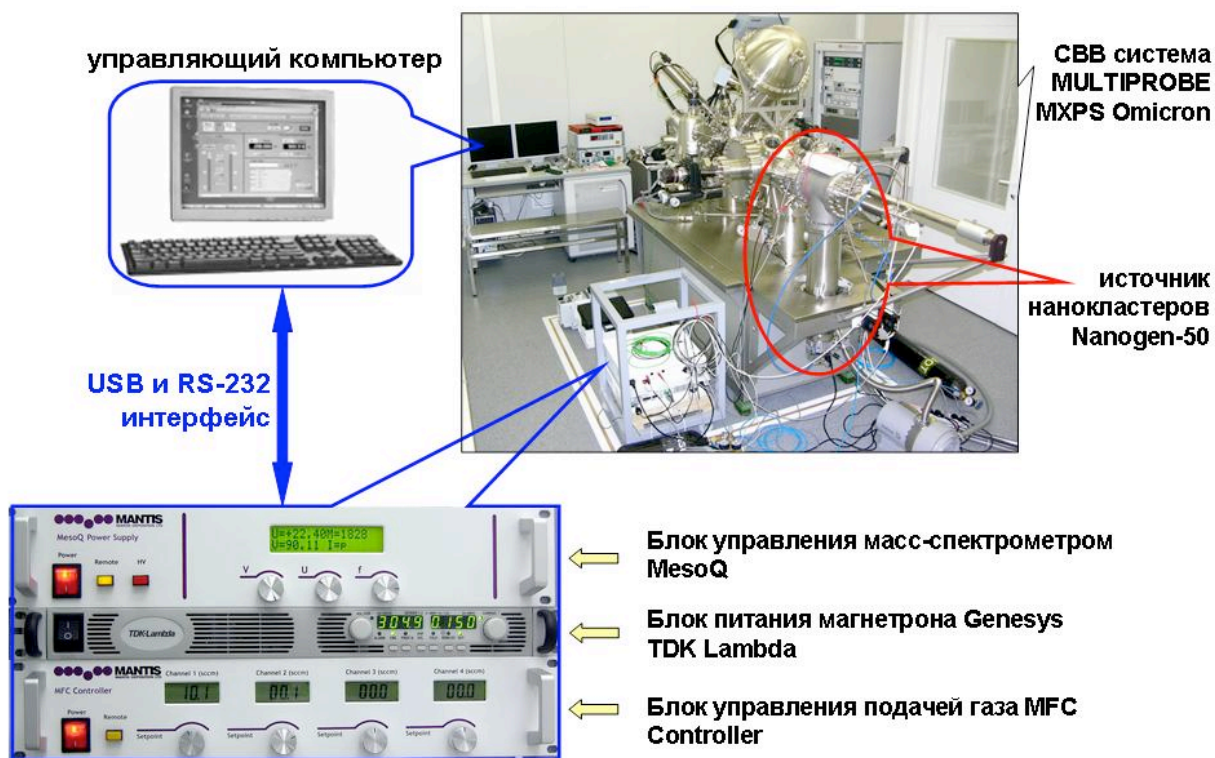 управляющий компьютер
СВВ система
MULTIPROBE
MXPS Omicron
источник
нанокластеров
Nanogen-50
USB и RS-232
интерфейс
MANTIS
MesoQ Power Supply
Power
Remote
HV
U=+22.40M=1828
V=90.11 I=p
V
U
f
Блок управления масс-спектрометром
MesoQ
TDK-Lambda
304.9
0.150
Блок питания магнетрона Genesys
TDK Lambda
MANTIS
MFC Controller
Power
Remote
Channel 1 (sccm)
Channel 2 (sccm)
Channel 3 (sccm)
Channel 4 (sccm)
10.1
00.1
00.0
00.0
Setpoint
Setpoint
Setpoint
Setpoint
Блок управления подачей газа MFC
Controller